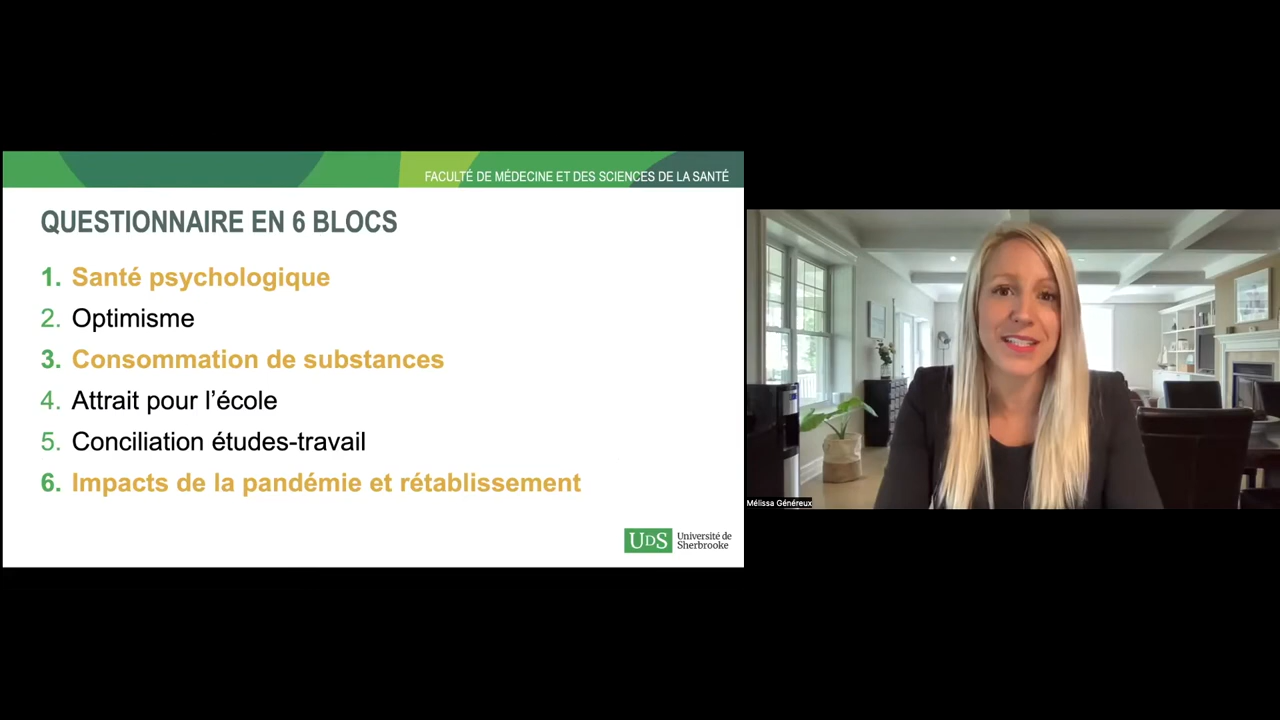 FACULTÉ DE MÉDECINE ET DES SCIENCES DE LA SANTÉ
QUESTIONNAIRE EN 6 BLOCS
1. Santé psychologique
2. Optimisme
3. Consommation de substances
4. Attrait pour l’école
5. Conciliation études-travail
6. Impacts de la pandémie et rétablissement
UDS Université de
Sherbrooke
Mélissa Généreux